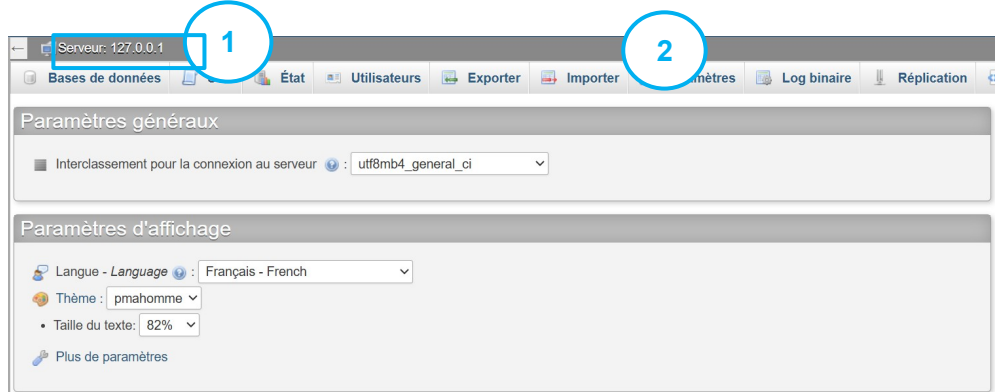 1
2
Serveur: 127.0.0.1
Bases de données État Utilisateurs Exporter Importer Log binaire Réplication
Paramètres généraux
Interclassement pour la connexion au serveur : utf8mb4_general_ci
Paramètres d'affichage
Langue - Language : Français - French
Thème : pmahomme
• Taille du texte: 82%
Plus de paramètres